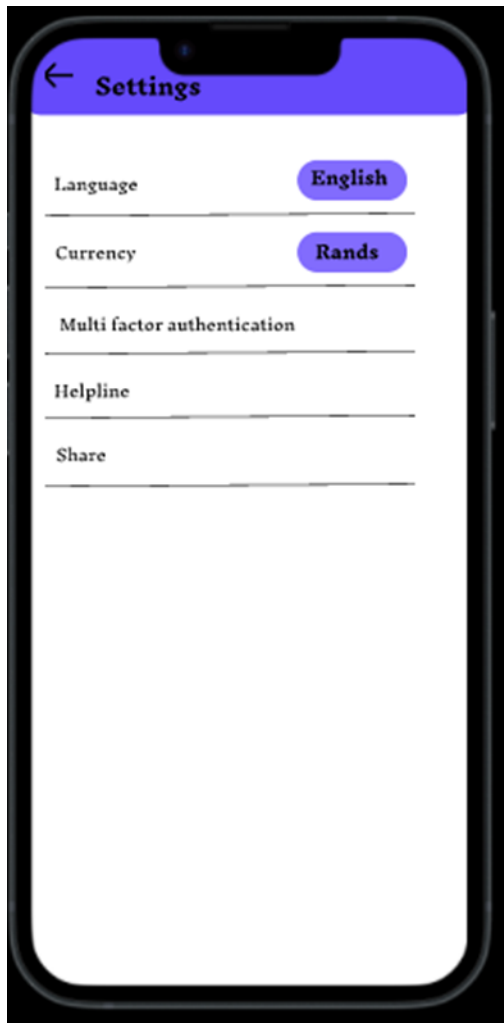 Settings
Language
English
Currency
Rands
Multi factor authentication
Helpline
Share